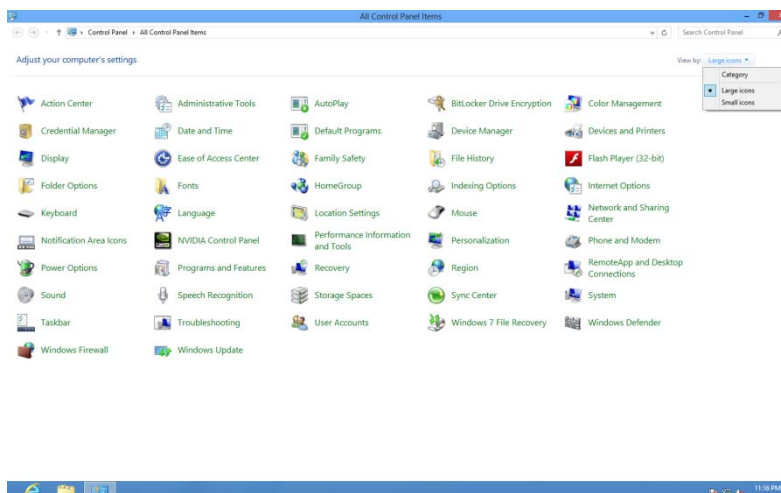 All Control Panel Items
Control Panel All Control Panel Items
Search Control Panel
Adjust your computer's settings
View by: Large icons
Category
Large icons
Small icons
Action Center
Administrative Tools
AutoPlay
BitLocker Drive Encryption
Color Management
Credential Manager
Date and Time
Default Programs
Device Manager
Devices and Printers
Display
Ease of Access Center
Family Safety
File History
Flash Player (32-bit)
Folder Options
Fonts
HomeGroup
Indexing Options
Internet Options
Keyboard
Language
Location Settings
Mouse
Network and Sharing
Center
Notification Area Icons
NVIDIA Control Panel
Performance Information
and Tools
Personalization
Phone and Modem
Power Options
Programs and Features
Recovery
Region
RemoteApp and Desktop
Connections
Sound
Speech Recognition
Storage Spaces
Sync Center
System
Taskbar
Troubleshooting
User Accounts
Windows 7 File Recovery
Windows Defender
Windows Firewall
Windows Update
11:16 PM